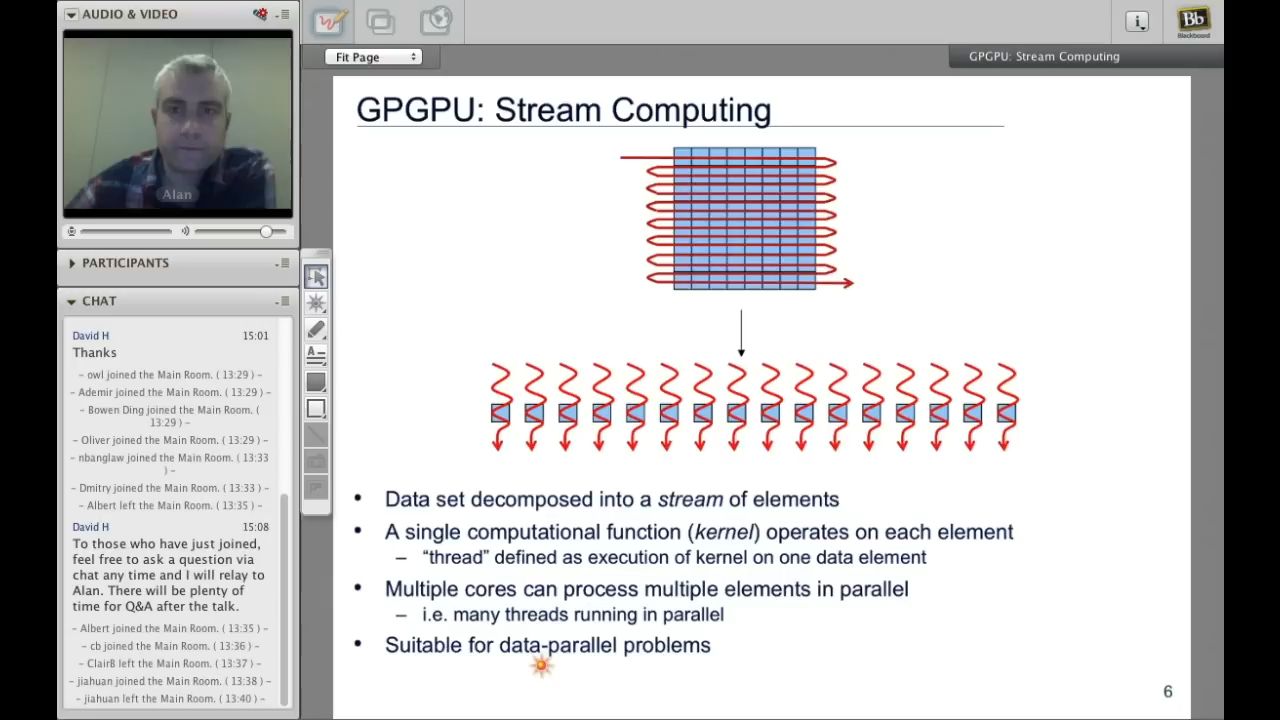 AUDIO & VIDEO
Alan
PARTICIPANTS
CHAT
David H 15:01
Thanks
– owl joined the Main Room. ( 13:29 ) –
– Ademir joined the Main Room. ( 13:29 ) –
– Bowen Ding joined the Main Room. (
13:29 ) –
– Oliver joined the Main Room. ( 13:29 ) –
– nbanglaw joined the Main Room. ( 13:33
) –
– Dmitry joined the Main Room. ( 13:33 ) –
– Albert left the Main Room. ( 13:35 ) –
David H 15:08
To those who have just joined,
feel free to ask a question via
chat any time and I will relay to
Alan. There will be plenty of
time for Q&A after the talk.
– Albert joined the Main Room. ( 13:35 ) –
– cb joined the Main Room. ( 13:36 ) –
– Clair8 left the Main Room. ( 13:37 ) –
– jiahuan joined the Main Room. ( 13:38 ) –
– jiahuan left the Main Room. ( 13:40 ) –
i
Bb
Blackboard
Fit Page
GPGPU: Stream Computing
A
GPGPU: Stream Computing
• Data set decomposed into a stream of elements
• A single computational function (kernel) operates on each element
– “thread” defined as execution of kernel on one data element
• Multiple cores can process multiple elements in parallel
– i.e. many threads running in parallel
• Suitable for data-parallel problems
6